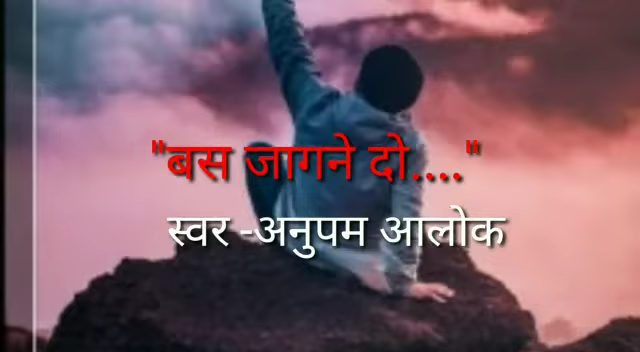 "बस जागने दो...."
स्वर -अनुपम आलोक